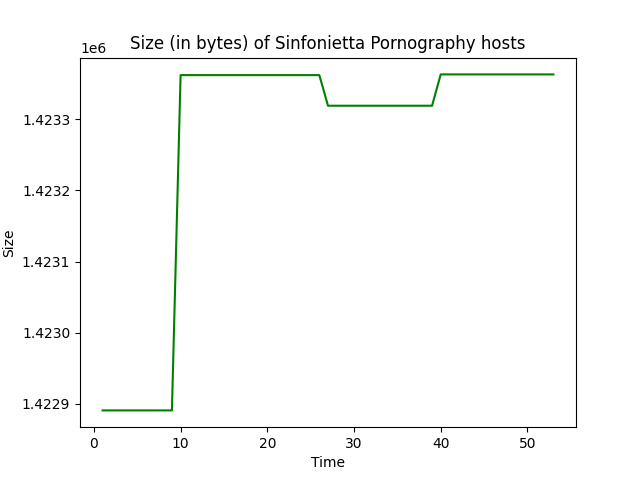 Size (in bytes) of Sinfonietta Pornography hosts
1e6
1.4233
1.4232
1.4231
1.4230
1.4229
Size
0 10 20 30 40 50
Time